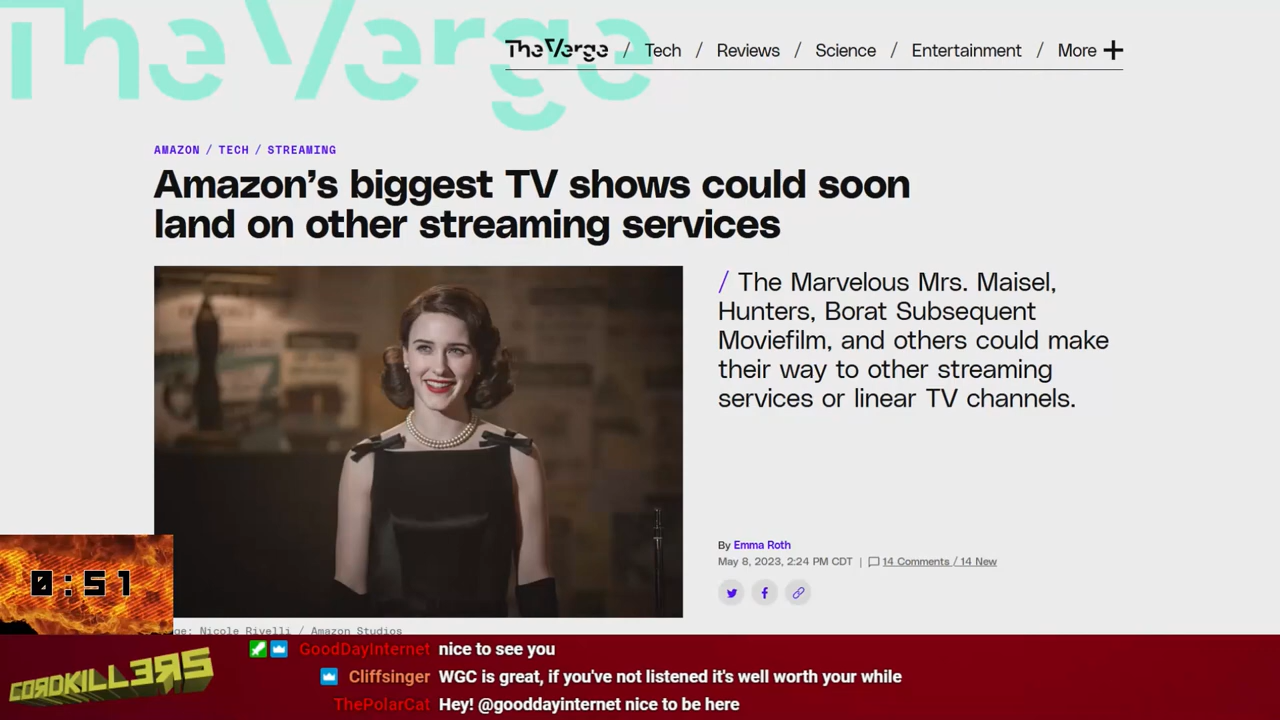 The Verge
The Verge / Tech / Reviews / Science / Entertainment / More +
AMAZON / TECH / STREAMING
Amazon's biggest TV shows could soon
land on other streaming services
/ The Marvelous Mrs. Maisel,
Hunters, Borat Subsequent
Moviefilm, and others could make
their way to other streaming
services or linear TV channels.
By Emma Roth
May 8, 2023, 2:24 PM CDT | 14 Comments / 14 New
0:51
Nicole Rivelli / Amazon Studios
CORDKILLERS
GoodDayInternet nice to see you
Cliffsinger WGC is great, if you've not listened it's well worth your while
ThePolarCat Hey! @gooddayinternet nice to be here